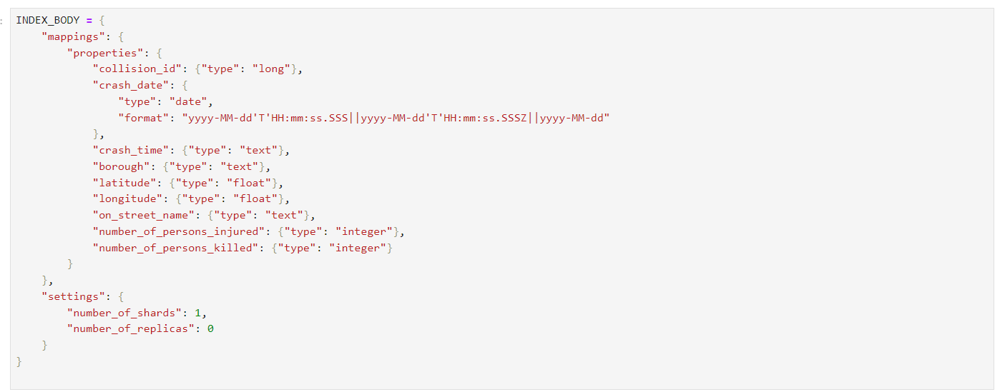 :
INDEX_BODY = {
    "mappings": {
        "properties": {
            "collision_id": {"type": "long"},
            "crash_date": {
                "type": "date",
                "format": "yyyy-MM-dd'T'HH:mm:ss.SSS||yyyy-MM-dd'T'HH:mm:ss.SSSZ||yyyy-MM-dd"
            },
            "crash_time": {"type": "text"},
            "borough": {"type": "text"},
            "latitude": {"type": "float"},
            "longitude": {"type": "float"},
            "on_street_name": {"type": "text"},
            "number_of_persons_injured": {"type": "integer"},
            "number_of_persons_killed": {"type": "integer"}
        }
    },
    "settings": {
        "number_of_shards": 1,
        "number_of_replicas": 0
    }
}